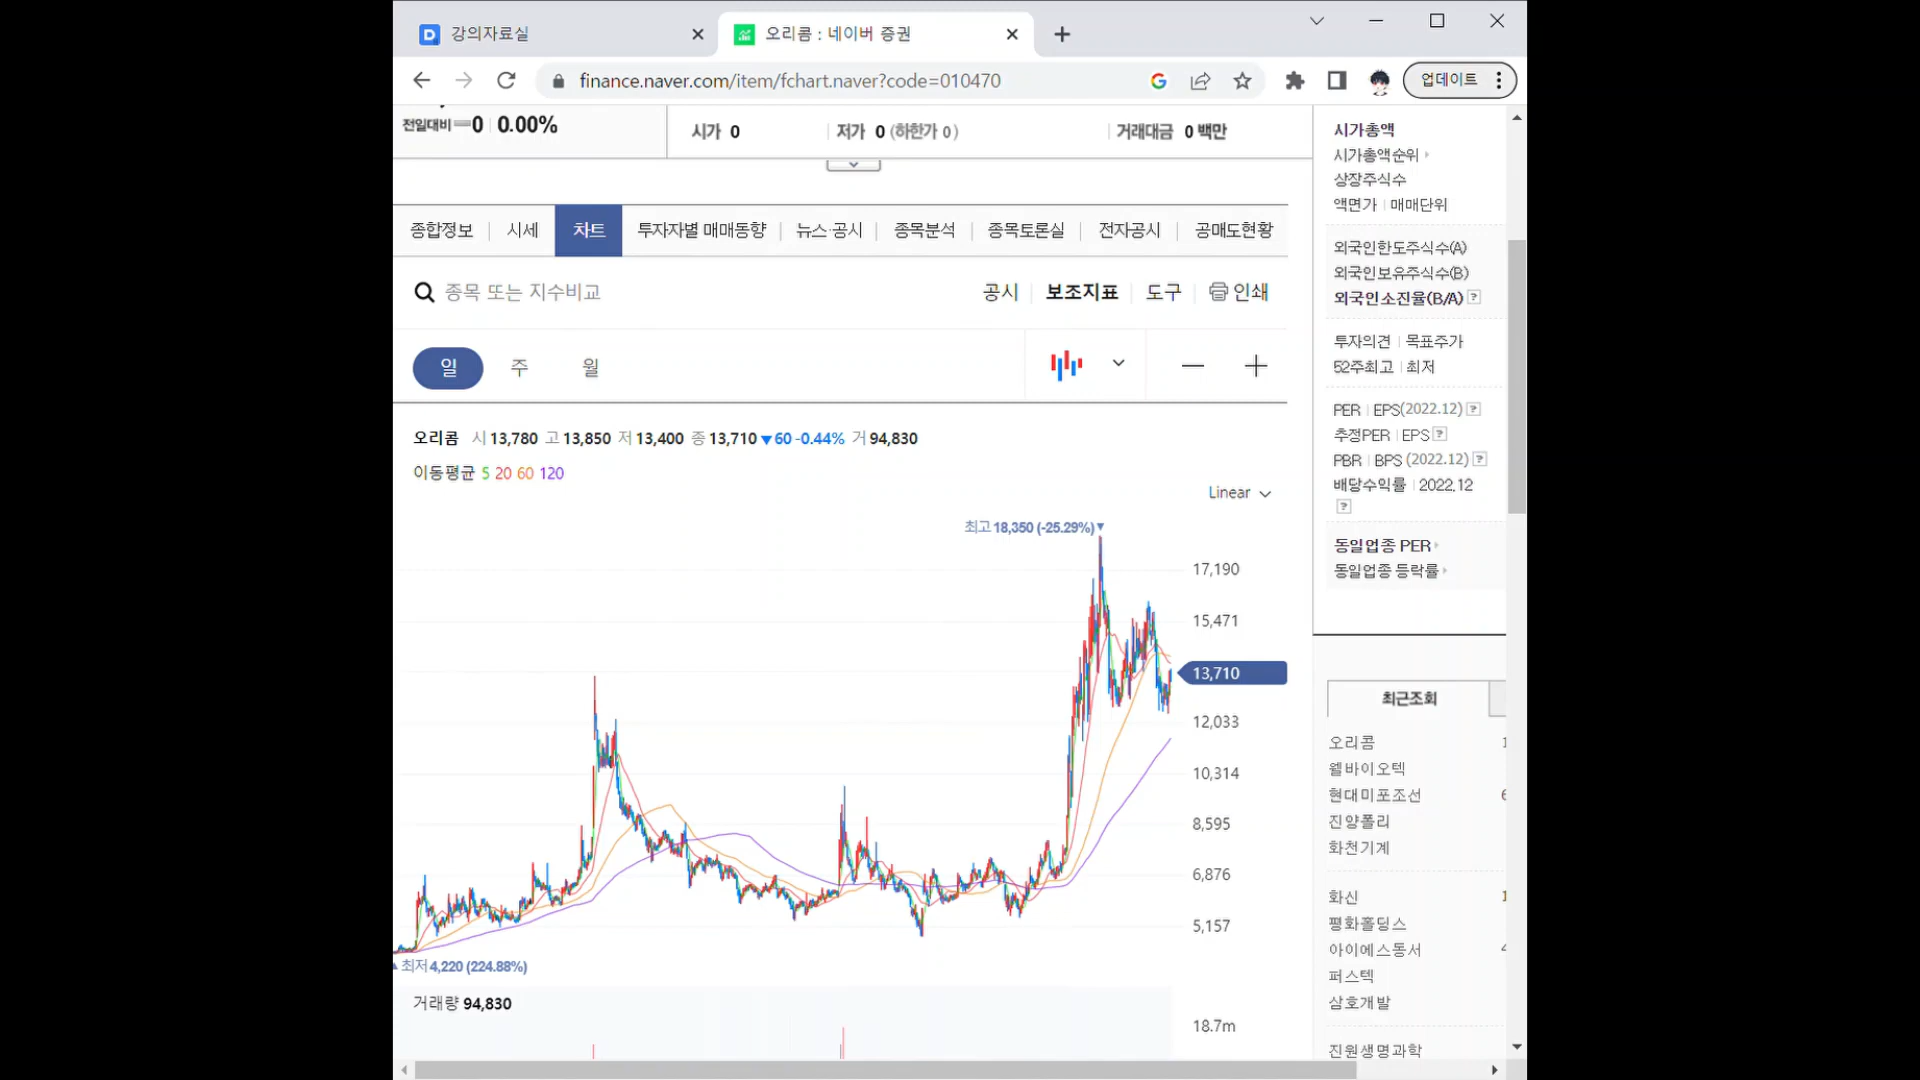 강의자료실
오리콤 : 네이버 증권
finance.naver.com/item/fchart.naver?code=010470
업데이트
전일대비 0 0.00%
시가 0 저가 0 (하한가 0) 거래대금 0 백만
종합정보 시세 차트 투자자별 매매동향 뉴스·공시 종목분석 종목토론실 전자공시 공매도현황
종목 또는 지수비교
공시 보조지표 도구 인쇄
일 주 월
오리콤 시 13,780 고 13,850 저 13,400 종 13,710 ▼60 -0.44% 거 94,830
이동평균 5 20 60 120
Linear
최고 18,350 (-25.29%)▼
17,190
15,471
13,710
12,033
10,314
8,595
6,876
5,157
▲최저 4,220 (224.88%)
거래량 94,830
18.7m
시가총액
시가총액순위
상장주식수
액면가 | 매매단위
외국인한도주식수(A)
외국인보유주식수(B)
외국인소진율(B/A) ?
투자의견 | 목표주가
52주최고 | 최저
PER | EPS(2022.12) ?
추정PER | EPS ?
PBR | BPS (2022.12) ?
배당수익률 | 2022.12
?
동일업종 PER
동일업종 등락률
최근조회
오리콤 1
웰바이오텍
현대미포조선 6
진양폴리
화천기계
화신 1
평화홀딩스
아이에스동서 4
퍼스텍
삼호개발
진원생명과학